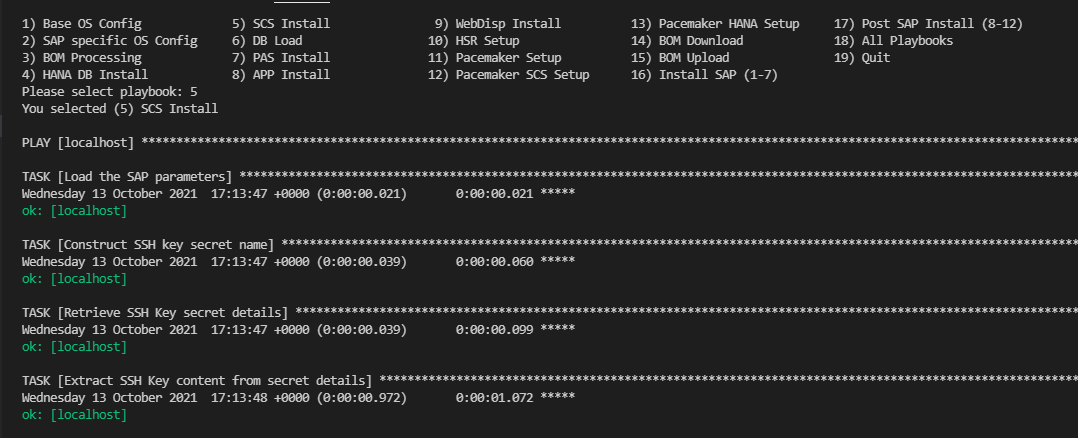 1) Base OS Config 5) SCS Install 9) WebDisp Install 13) Pacemaker HANA Setup 17) Post SAP Install (8-12)
2) SAP specific OS Config 6) DB Load 10) HSR Setup 14) BOM Download 18) All Playbooks
3) BOM Processing 7) PAS Install 11) Pacemaker Setup 15) BOM Upload 19) Quit
4) HANA DB Install 8) APP Install 12) Pacemaker SCS Setup 16) Install SAP (1-7)
Please select playbook: 5
You selected (5) SCS Install
PLAY [localhost] **************************************************************************************************************************************
TASK [Load the SAP parameters] ************************************************************************************************************************
Wednesday 13 October 2021  17:13:47 +0000 (0:00:00.021)       0:00:00.021 *****
ok: [localhost]
TASK [Construct SSH key secret name] ******************************************************************************************************************
Wednesday 13 October 2021  17:13:47 +0000 (0:00:00.039)       0:00:00.060 *****
ok: [localhost]
TASK [Retrieve SSH Key secret details] ****************************************************************************************************************
Wednesday 13 October 2021  17:13:47 +0000 (0:00:00.039)       0:00:00.099 *****
ok: [localhost]
TASK [Extract SSH Key content from secret details] ****************************************************************************************************
Wednesday 13 October 2021  17:13:48 +0000 (0:00:00.972)       0:00:01.072 *****
ok: [localhost]